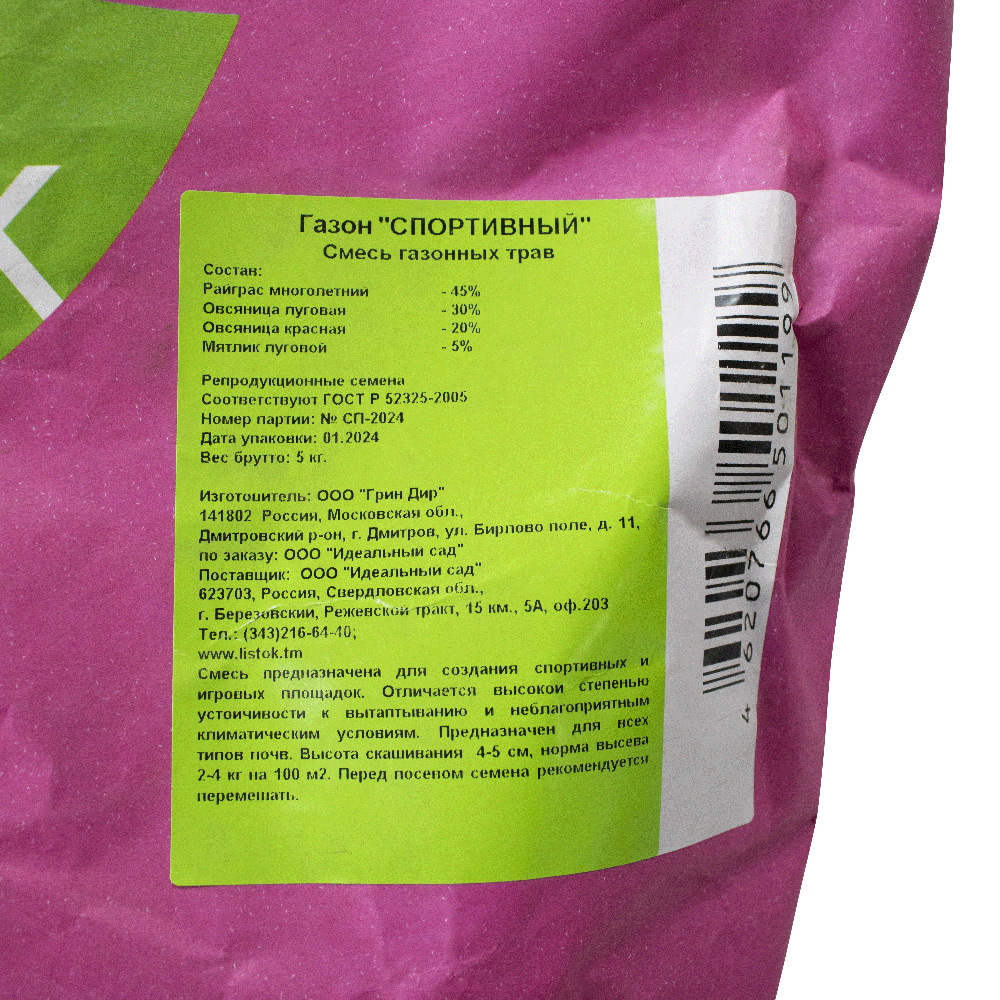 К
Газон "СПОРТИВНЫЙ"
Смесь газонных трав
Состав:
Райграс многолетний - 45%
Овсяница луговая - 30%
Овсяница красная - 20%
Мятлик луговой - 5%
Репродукционные семена
Соответствуют ГОСТ Р 52325-2005
Номер партии: № СП-2024
Дата упаковки: 01.2024
Вес брутто: 5 кг.
Изготовитель: ООО "Грин Дир"
141802 Россия, Московская обл.,
Дмитровский р-он, г. Дмитров, ул. Бирлово поле, д. 11,
по заказу: ООО "Идеальный сад"
Поставщик: ООО "Идеальный сад"
623703, Россия, Свердловская обл.,
г. Березовский, Режевской тракт, 15 км., 5А, оф.203
Тел.: (343)216-64-40;
www.listok.tm
Смесь предназначена для создания спортивных и
игровых площадок. Отличается высокой степенью
устойчивости к вытаптыванию и неблагоприятным
климатическим условиям. Предназначен для всех
типов почв. Высота скашивания 4-5 см, норма высева
2-4 кг на 100 м2. Перед посевом семена рекомендуется
перемешать.
4 620766 501199